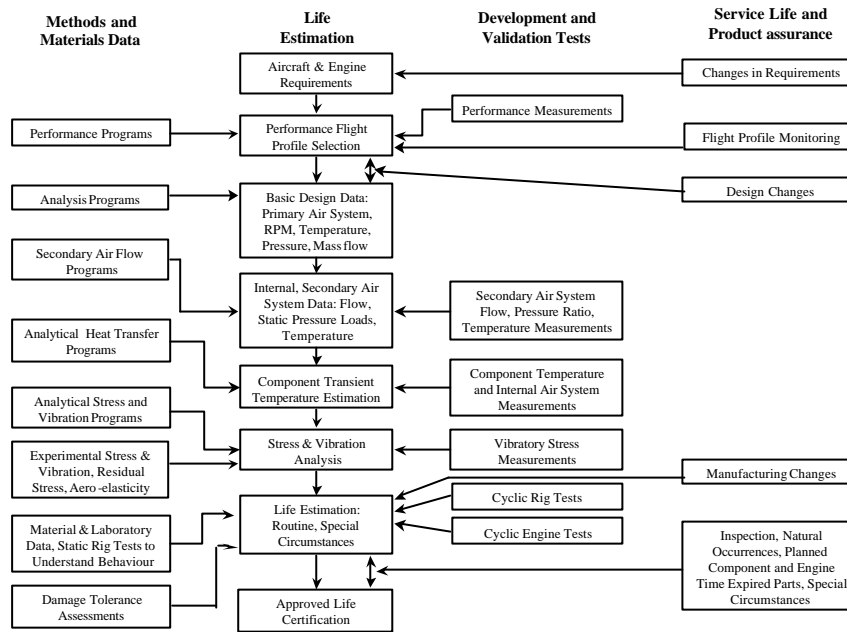 Methods and
Materials Data
Life
Estimation
Development and
Validation Tests
Service Life and
Product assurance
Aircraft & Engine
Requirements
Changes in Requirements
Performance Measurements
Performance Programs
Performance Flight
Profile Selection
Flight Profile Monitoring
Analysis Programs
Basic Design Data:
Primary Air System,
RPM, Temperature,
Pressure, Mass flow
Design Changes
Secondary Air Flow
Programs
Internal, Secondary Air
System Data: Flow,
Static Pressure Loads,
Temperature
Secondary Air System
Flow, Pressure Ratio,
Temperature Measurements
Analytical Heat Transfer
Programs
Component Transient
Temperature Estimation
Component Temperature
and Internal Air System
Measurements
Analytical Stress and
Vibration Programs
Stress & Vibration
Analysis
Vibratory Stress
Measurements
Experimental Stress &
Vibration, Residual
Stress, Aero-elasticity
Manufacturing Changes
Life Estimation:
Routine, Special
Circumstances
Cyclic Rig Tests
Cyclic Engine Tests
Material & Laboratory
Data, Static Rig Tests to
Understand Behaviour
Inspection, Natural
Occurrences, Planned
Component and Engine
Time Expired Parts, Special
Circumstances
Damage Tolerance
Assessments
Approved Life
Certification